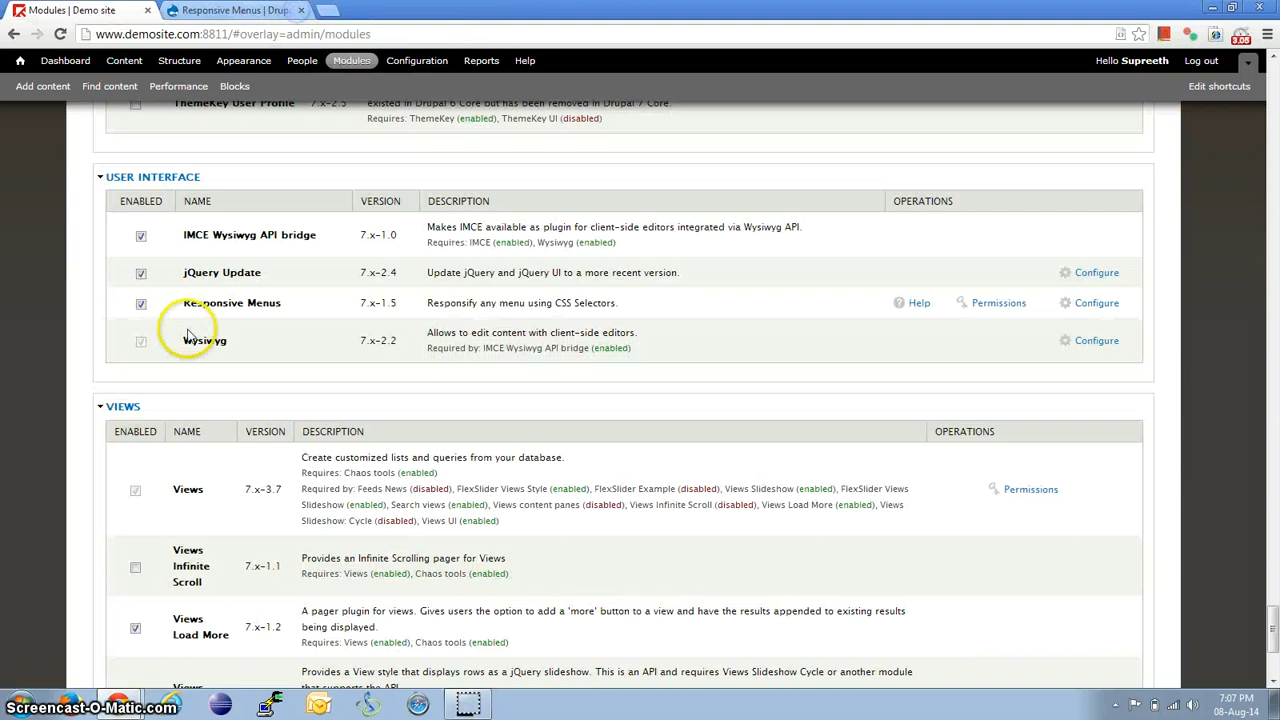 Modules | Demo site
Responsive Menus | Drup
www.demosite.com:8811/#overlay=admin/modules
3.05
Dashboard Content Structure Appearance People Modules Configuration Reports Help Hello Supreeth Log out
Add content Find content Performance Blocks Edit shortcuts
ThemeKey User Profile 7.x-2.5 existed in Drupal 6 Core but has been removed in Drupal 7 Core.
Requires: ThemeKey (enabled), ThemeKey UI (disabled)
USER INTERFACE
ENABLED NAME VERSION DESCRIPTION OPERATIONS
IMCE Wysiwyg API bridge 7.x-1.0 Makes IMCE available as plugin for client-side editors integrated via Wysiwyg API.
Requires: IMCE (enabled), Wysiwyg (enabled)
jQuery Update 7.x-2.4 Update jQuery and jQuery UI to a more recent version. Configure
Responsive Menus 7.x-1.5 Responsify any menu using CSS Selectors. Help Permissions Configure
Wysiwyg 7.x-2.2 Allows to edit content with client-side editors. Configure
Required by: IMCE Wysiwyg API bridge (enabled)
VIEWS
ENABLED NAME VERSION DESCRIPTION OPERATIONS
Create customized lists and queries from your database.
Requires: Chaos tools (enabled)
Views 7.x-3.7 Required by: Feeds News (disabled), FlexSlider Views Style (enabled), FlexSlider Example (disabled), Views Slideshow (enabled), FlexSlider Views Permissions
Slideshow (enabled), Search views (enabled), Views content panes (disabled), Views Infinite Scroll (disabled), Views Load More (enabled), Views
Slideshow: Cycle (disabled), Views UI (enabled)
Views
Infinite
Scroll
7.x-1.1
Provides an Infinite Scrolling pager for Views
Requires: Views (enabled), Chaos tools (enabled)
Views
Load More
7.x-1.2
A pager plugin for views. Gives users the option to add a 'more' button to a view and have the results appended to existing results
being displayed.
Requires: Views (enabled), Chaos tools (enabled)
Views
Provides a View style that displays rows as a jQuery slideshow. This is an API and requires Views Slideshow Cycle or another module
that supports the API.
Screencast-O-Matic.com
7:07 PM
08-Aug-14